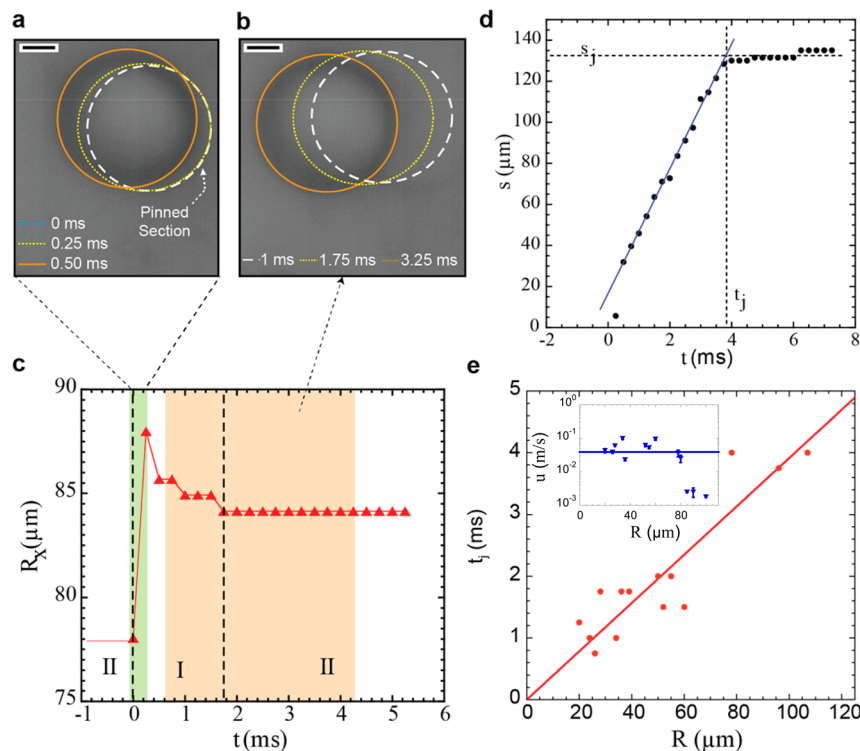 a
0 ms
0.25 ms
0.50 ms
Pinned
Section
b
1 ms 1.75 ms 3.25 ms
c
90
85
80
75
R_X(µm)
II I II
-1 0 1 2 3 4 5 6
t(ms)
d
140
120
100
80
60
40
20
0
s (µm)
s_j
t_j
-2 0 2 4 6 8
t (ms)
e
5
4
3
2
1
0
t_j (ms)
10^0
10^-1
10^-2
10^-3
u (m/s)
0 40 80
R (µm)
0 20 40 60 80 100 120
R (µm)